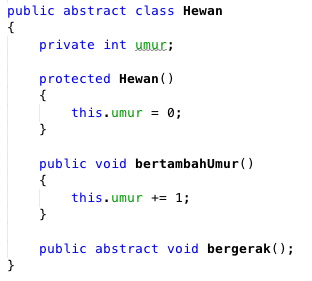 public abstract class Hewan
{
    private int umur;

    protected Hewan()
    {
        this.umur = 0;
    }

    public void bertambahUmur()
    {
        this.umur += 1;
    }

    public abstract void bergerak();
}